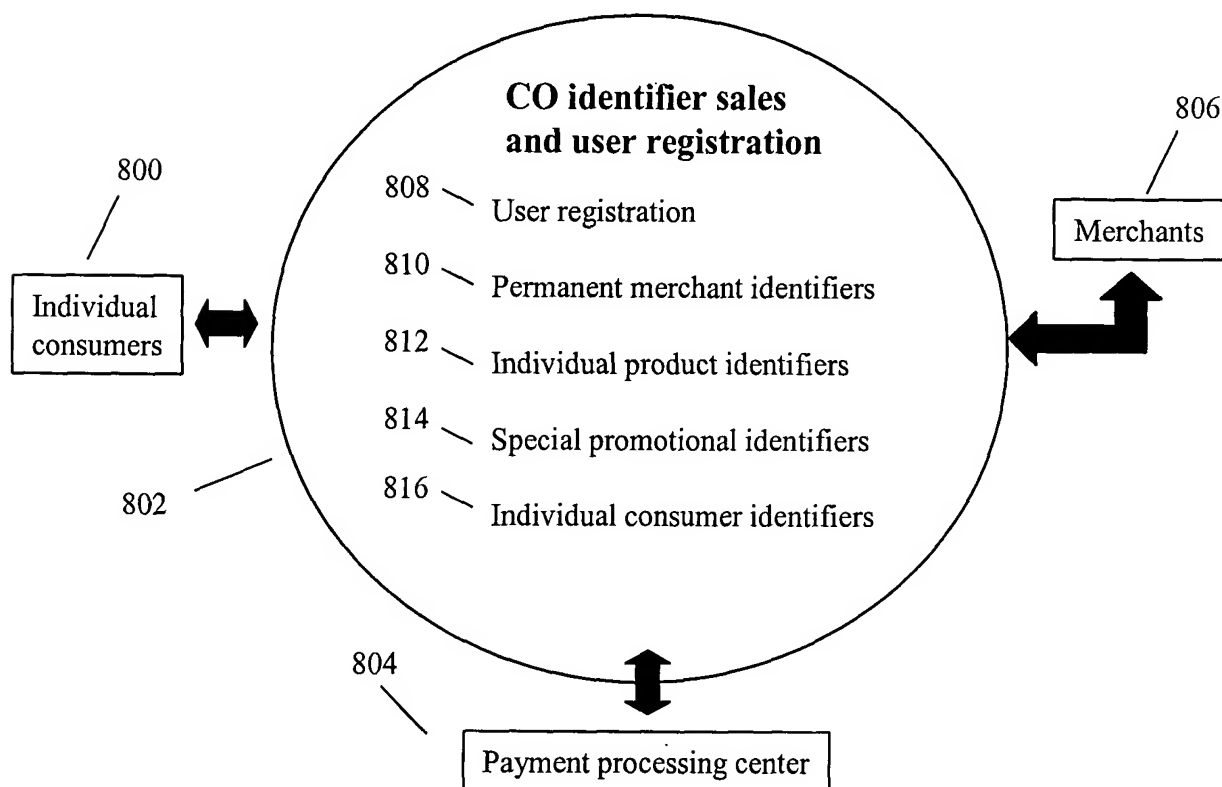 CO identifier sales
and user registration
806
800
808
User registration
Merchants
810
Permanent merchant identifiers
Individual
consumers
812
Individual product identifiers
814
Special promotional identifiers
816
Individual consumer identifiers
802
804
Payment processing center